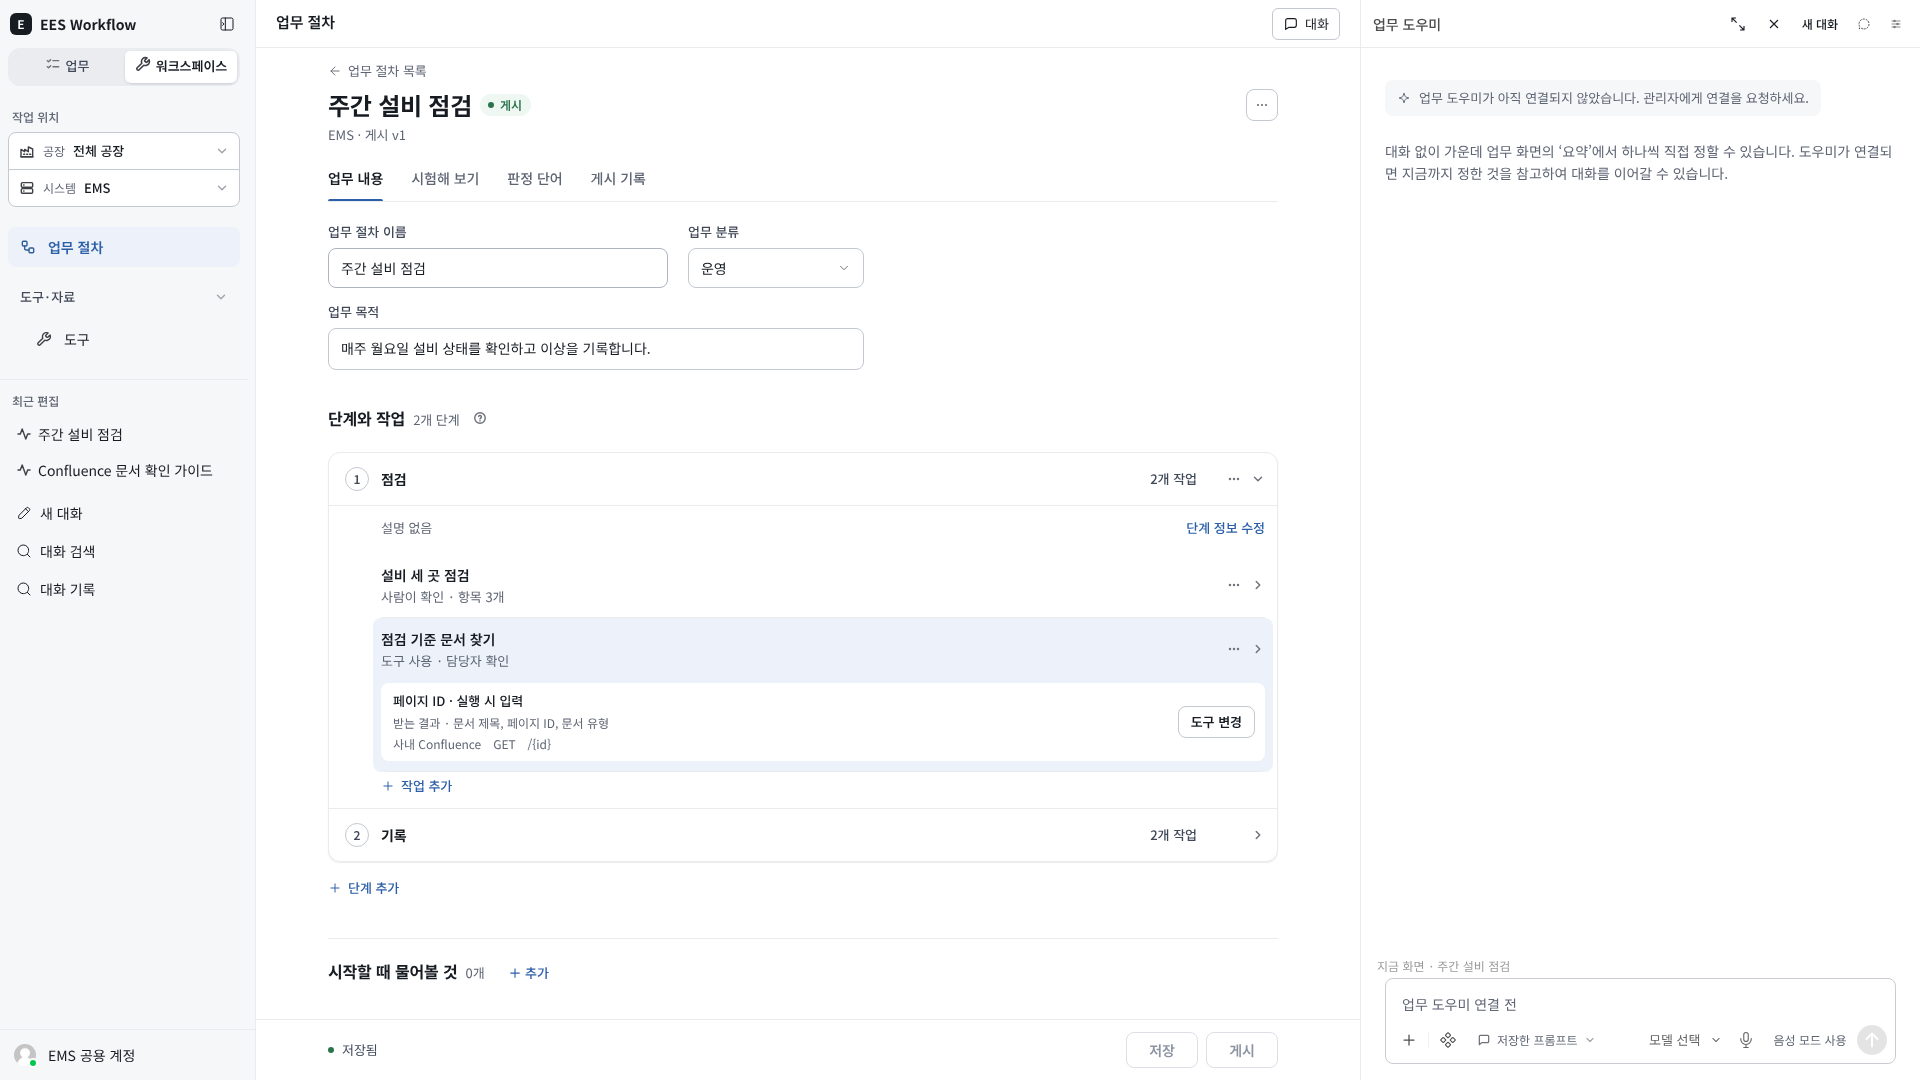 E EES Workflow
업무
워크스페이스
작업 위치
공장 전체 공장
시스템 EMS
업무 절차
도구·자료
도구
최근 편집
주간 설비 점검
Confluence 문서 확인 가이드
새 대화
대화 검색
대화 기록
EMS 공용 계정
업무 절차
대화
업무 절차 목록
주간 설비 점검 게시
EMS · 게시 v1
업무 내용 시험해 보기 판정 단어 게시 기록
업무 절차 이름 업무 분류
주간 설비 점검 운영
업무 목적
매주 월요일 설비 상태를 확인하고 이상을 기록합니다.
단계와 작업 2개 단계
1 점검 2개 작업
설명 없음 단계 정보 수정
설비 세 곳 점검
사람이 확인 · 항목 3개
점검 기준 문서 찾기
도구 사용 · 담당자 확인
페이지 ID · 실행 시 입력
받는 결과 · 문서 제목, 페이지 ID, 문서 유형
사내 Confluence GET /{id}
도구 변경
작업 추가
2 기록 2개 작업
단계 추가
시작할 때 물어볼 것 0개 추가
저장됨 저장 게시
업무 도우미 새 대화
업무 도우미가 아직 연결되지 않았습니다. 관리자에게 연결을 요청하세요.
대화 없이 가운데 업무 화면의 ‘요약’에서 하나씩 직접 정할 수 있습니다. 도우미가 연결되
면 지금까지 정한 것을 참고하여 대화를 이어갈 수 있습니다.
지금 화면 · 주간 설비 점검
업무 도우미 연결 전
저장한 프롬프트 모델 선택 음성 모드 사용